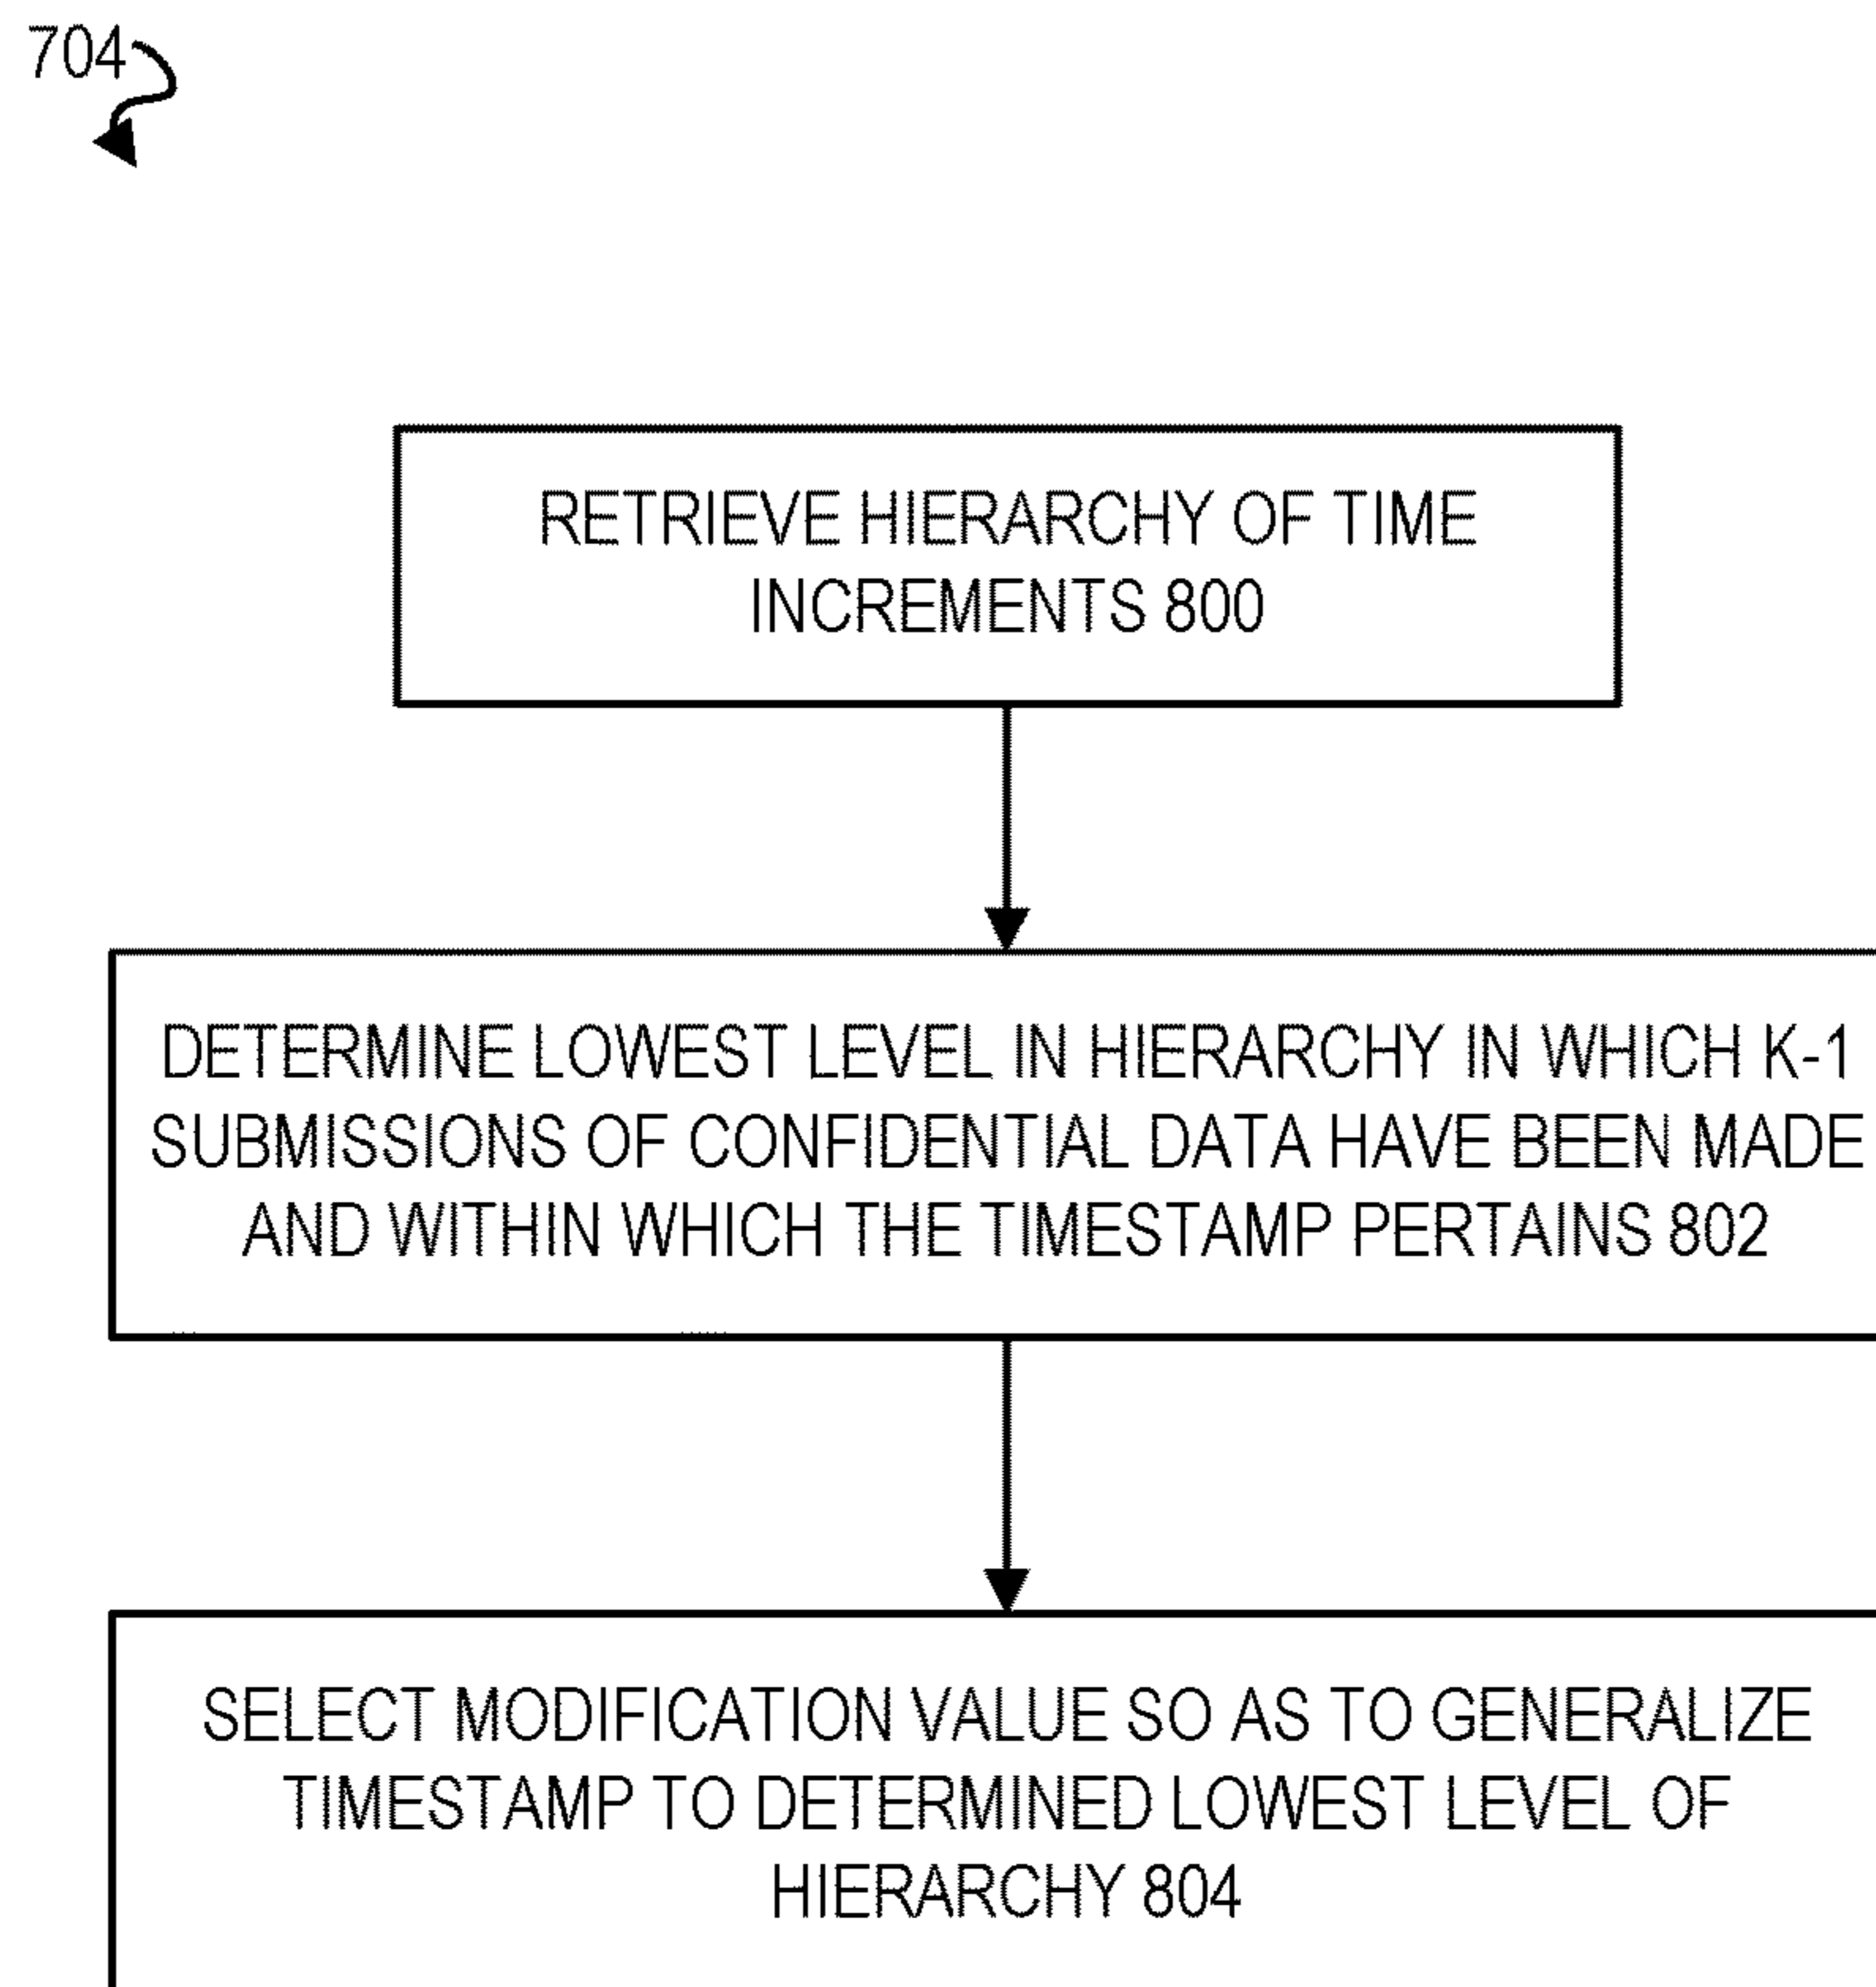 704
RETRIEVE HIERARCHY OF TIME
INCREMENTS 800
DETERMINE LOWEST LEVEL IN HIERARCHY IN WHICH K-1
SUBMISSIONS OF CONFIDENTIAL DATA HAVE BEEN MADE
AND WITHIN WHICH THE TIMESTAMP PERTAINS 802
SELECT MODIFICATION VALUE SO AS TO GENERALIZE
TIMESTAMP TO DETERMINED LOWEST LEVEL OF
HIERARCHY 804